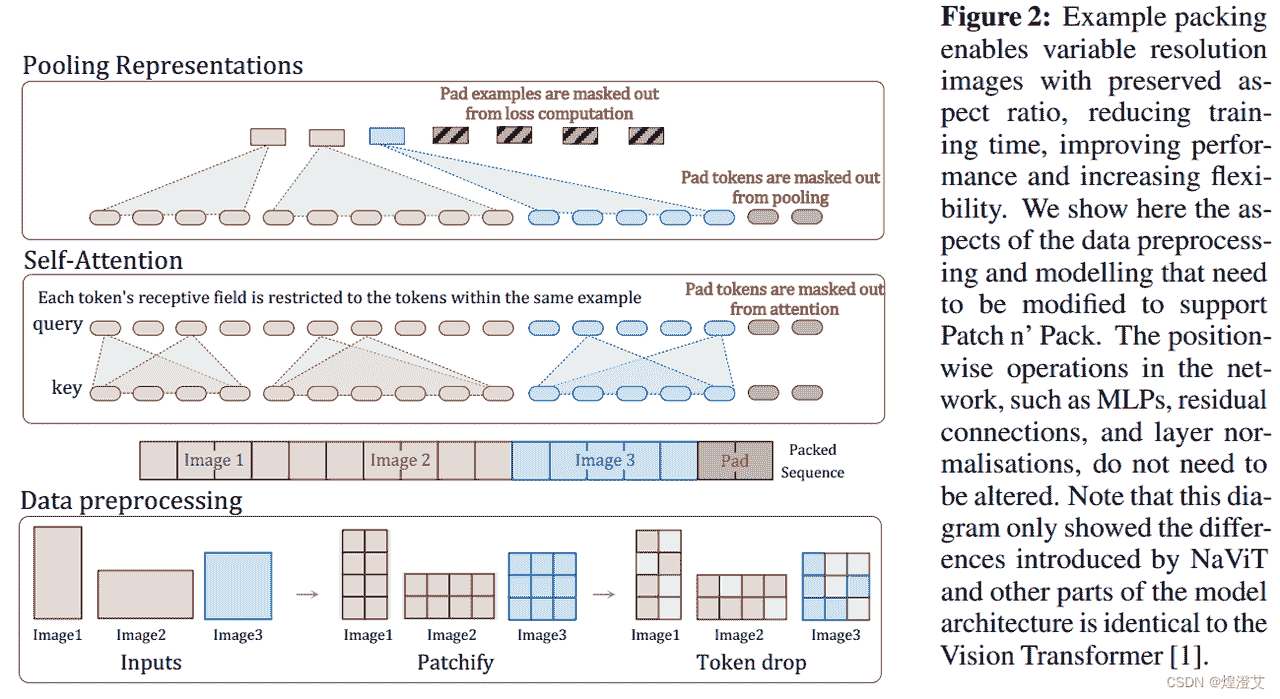 Pooling Representations
Pad examples are masked out
from loss computation
Pad tokens are masked out
from pooling
Self-Attention
Each token's receptive field is restricted to the tokens within the same example
Pad tokens are masked out
from attention
query
key
Image 1
Image 2
Image 3
Pad
Packed
Sequence
Data preprocessing
Image1
Image2
Image3
Image1
Image2
Image3
Image1
Image2
Image3
Inputs
Patchify
Token drop
Figure 2: Example packing
enables variable resolution
images with preserved as-
pect ratio, reducing train-
ing time, improving perfor-
mance and increasing flexi-
bility. We show here the as-
pects of the data preprocess-
ing and modelling that need
to be modified to support
Patch n' Pack. The position-
wise operations in the net-
work, such as MLPs, residual
connections, and layer nor-
malisations, do not need to
be altered. Note that this dia-
gram only showed the differ-
ences introduced by NaViT
and other parts of the model
architecture is identical to the
Vision Transformer [1].
CSDN @煌澄艾